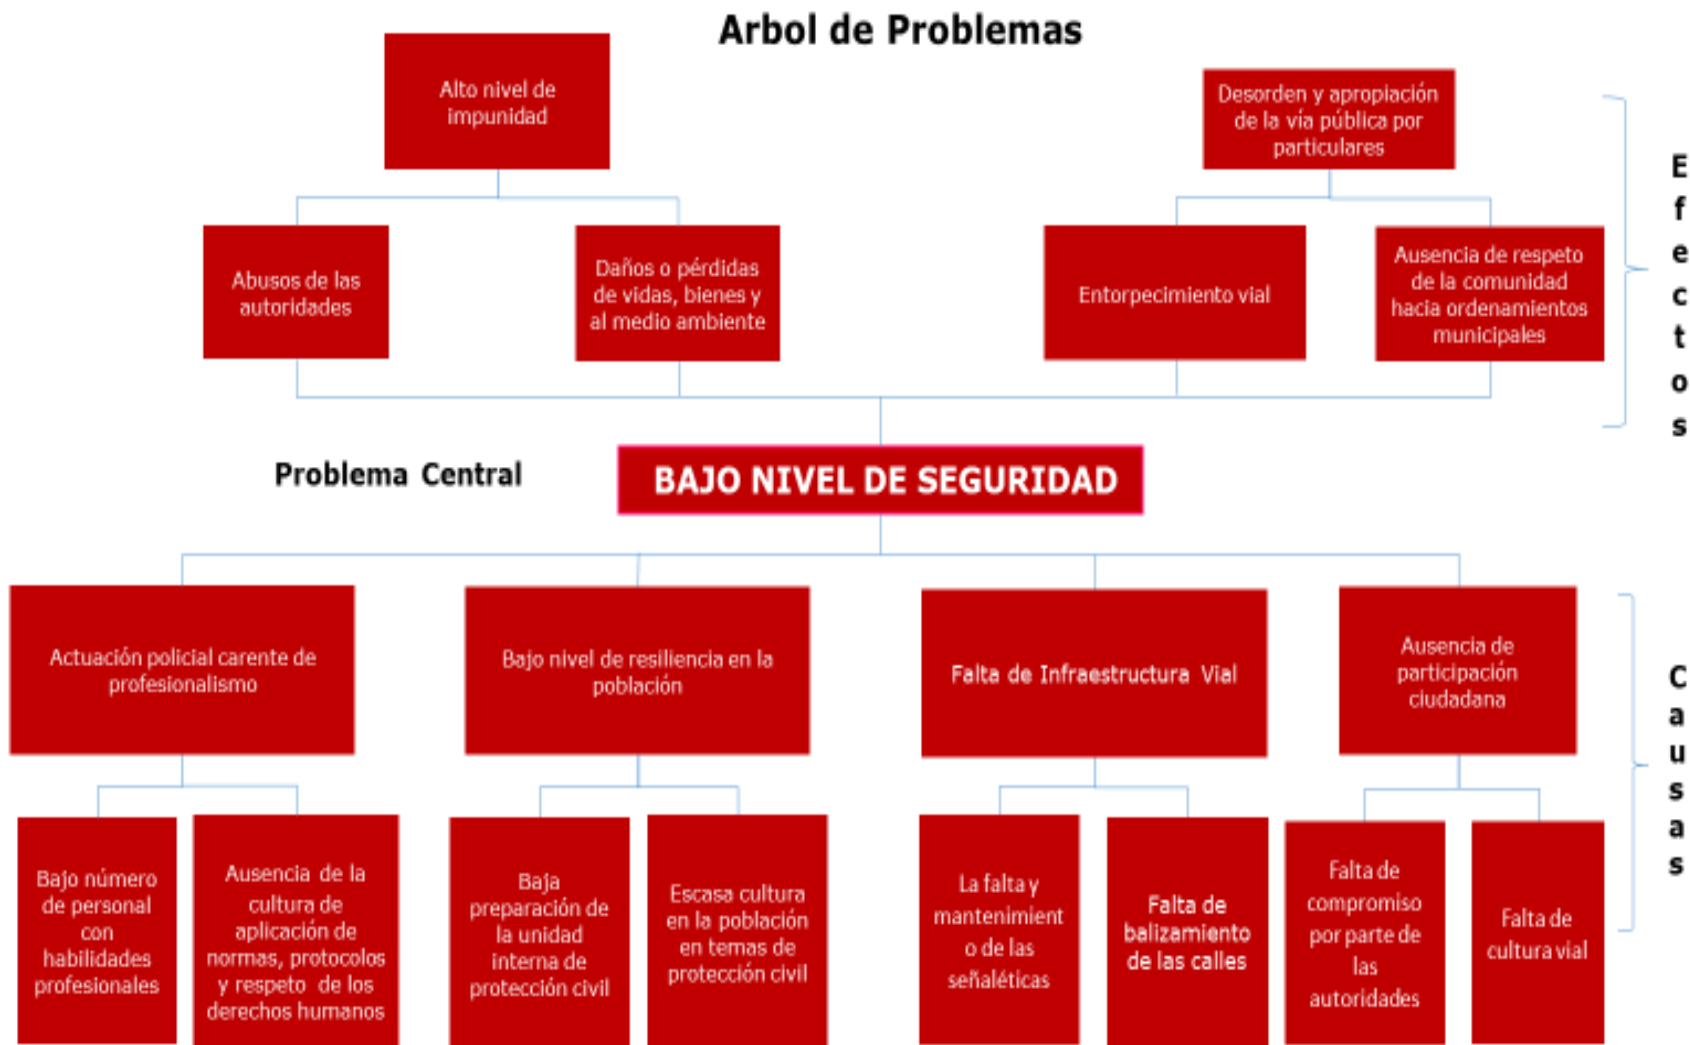 Arbol de Problemas
Alto nivel de
impunidad
Desorden y apropiación
de la vía pública por
particulares
Abusos de las
autoridades
Daños o pérdidas
de vidas, bienes y
al medio ambiente
Entorpecimiento vial
Ausencia de respeto
de la comunidad
hacia ordenamientos
municipales
Efectos
Problema Central
BAJO NIVEL DE SEGURIDAD
Actuación policial carente de
profesionalismo
Bajo nivel de resiliencia en la
población
Falta de Infraestructura Vial
Ausencia de
participación
ciudadana
Causas
Bajo número
de personal
con
habilidades
profesionales
Ausencia de la
cultura de
aplicación de
normas, protocolos
y respeto de los
derechos humanos
Baja
preparación de
la unidad
interna de
protección civil
Escasa cultura
en la población
en temas de
protección civil
La falta y
mantenimient
o de las
señaléticas
Falta de
balizamiento
de las calles
Falta de
compromiso
por parte de
las
autoridades
Falta de
cultura vial